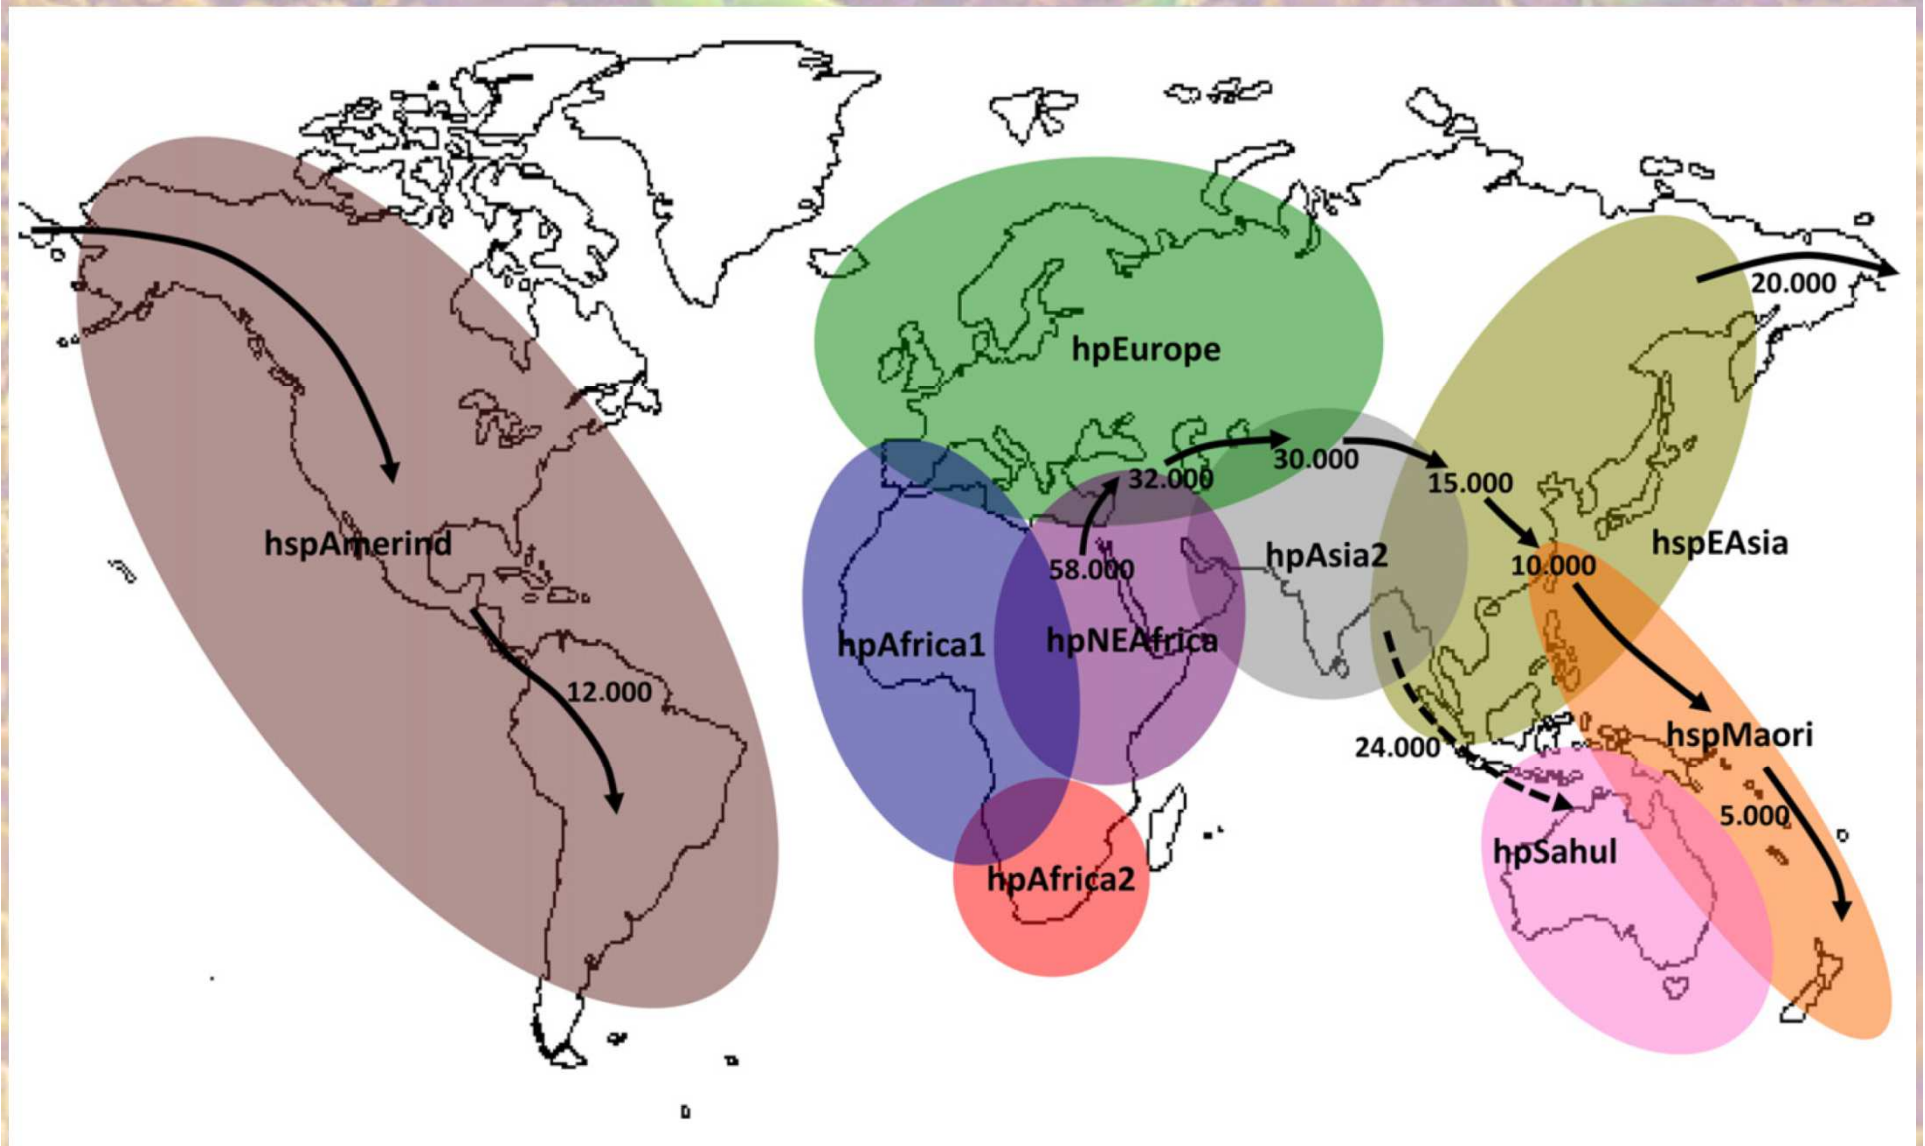 20.000
hpEurope
32.000
30.000
15.000
hspAmerind
58.000
hpAsia2
10.000
hspEAsia
hpAfrica1
hpNEAfrica
12.000
24.000
hspMaori
5.000
hpSahul
hpAfrica2